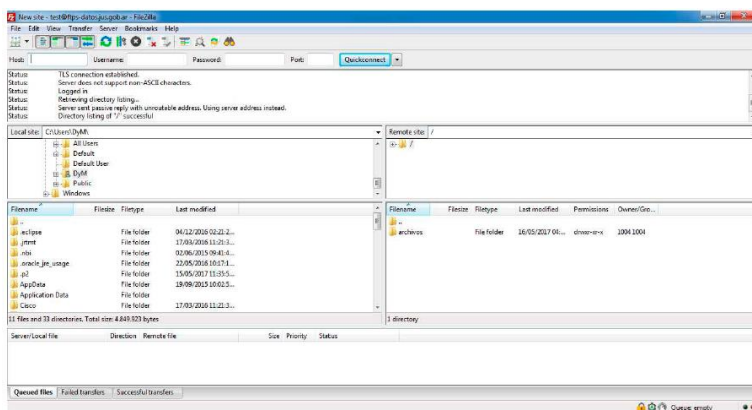 New site - test@ftps-datos.jus.gob.ar - FileZilla
File Edit View Transfer Server Bookmarks Help
Host: Username: Password: Port: Quickconnect
Status: TLS connection established.
Status: Server does not support non-ASCII characters.
Status: Logged in
Status: Retrieving directory listing...
Status: Server sent passive reply with unroutable address. Using server address instead.
Status: Directory listing of "/" successful
Local site: C:\Users\DyM\
Remote site: /
All Users
Default
Default User
DyM
Public
Windows
/
Filename Filesize Filetype Last modified
..
.eclipse File folder 04/12/2016 02:21:2...
File folder 17/03/2016 11:21:3...
.nbi File folder 02/06/2015 09:41:4...
.oracle_jre_usage File folder 22/05/2016 10:17:1...
.p2 File folder 15/05/2017 11:35:5...
AppData File folder 19/09/2015 10:02:5...
Application Data File folder
Cisco File folder 17/03/2016 11:21:3...
11 files and 33 directories. Total size: 4.849.923 bytes
Filename Filesize Filetype Last modified Permissions Owner/Gro...
..
archivos File folder 16/05/2017 04:... drwxr-xr-x 1004 1004
1 directory
Server/Local file Direction Remote file Size Priority Status
Queued files Failed transfers Successful transfers
Queue: empty